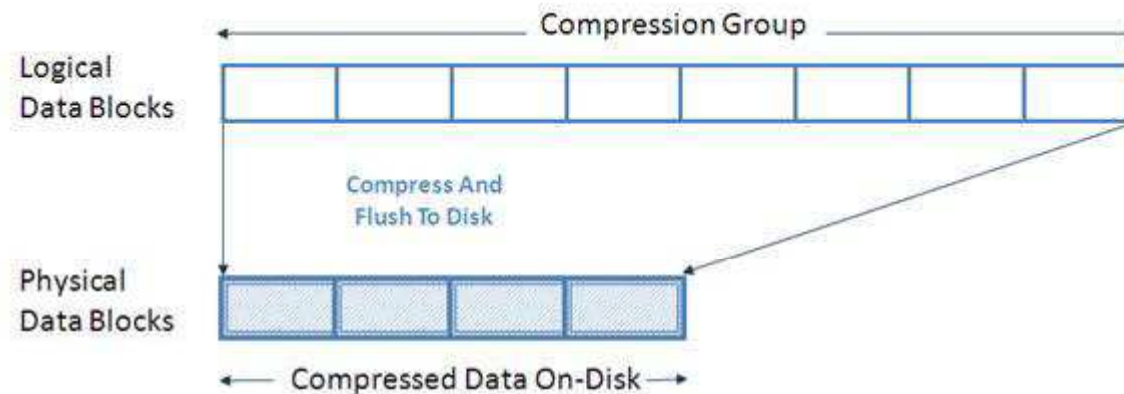 Compression Group
Logical
Data Blocks
Compress And
Flush To Disk
Physical
Data Blocks
Compressed Data On-Disk